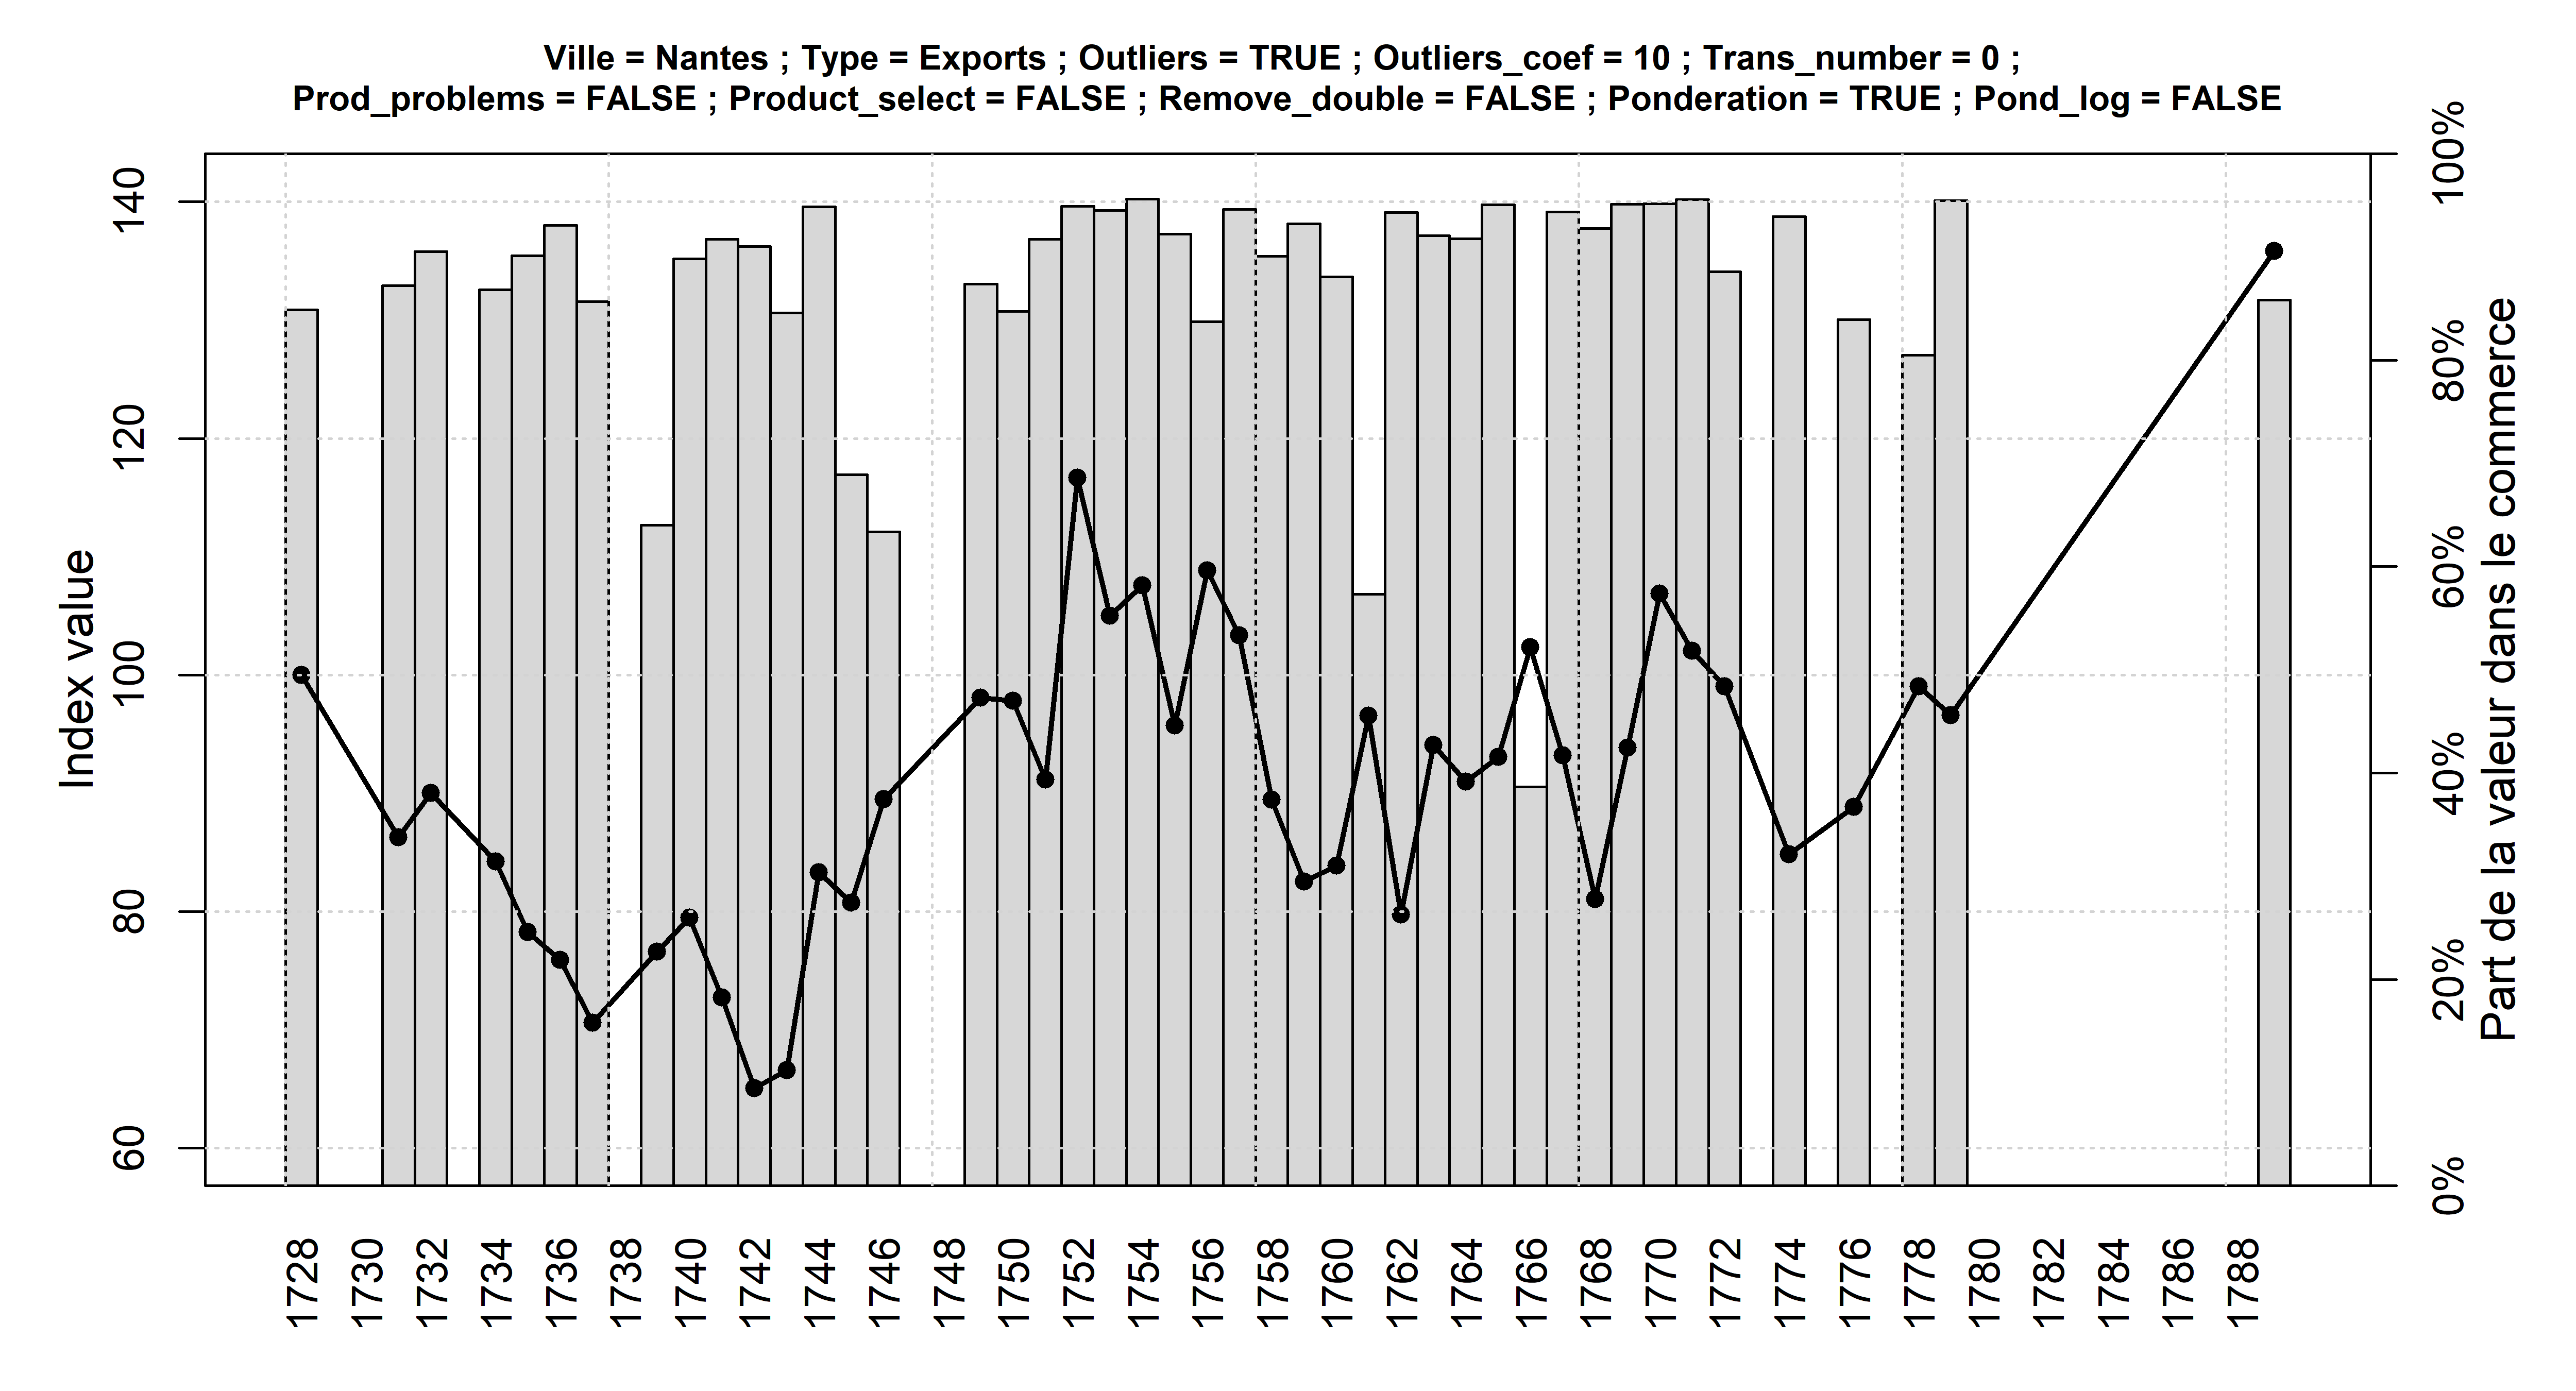 Ville = Nantes ; Type = Exports ; Outliers = TRUE ; Outliers_coef = 10 ; Trans_number = 0 ;
Prod_problems = FALSE ; Product_select = FALSE ; Remove_double = FALSE ; Ponderation = TRUE ; Pond_log = FALSE
Index value
140
120
100
80
60
100%
80%
60%
40%
20%
0%
Part de la valeur dans le commerce
1728 1730 1732 1734 1736 1738 1740 1742 1744 1746 1748 1750 1752 1754 1756 1758 1760 1762 1764 1766 1768 1770 1772 1774 1776 1778 1780 1782 1784 1786 1788